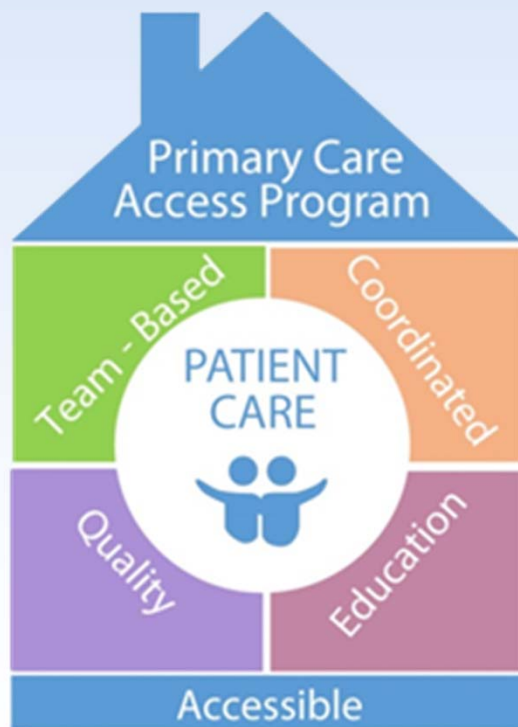 Primary Care
Access Program
Team - Based
Coordinated
PATIENT
CARE
Quality
Education
Accessible